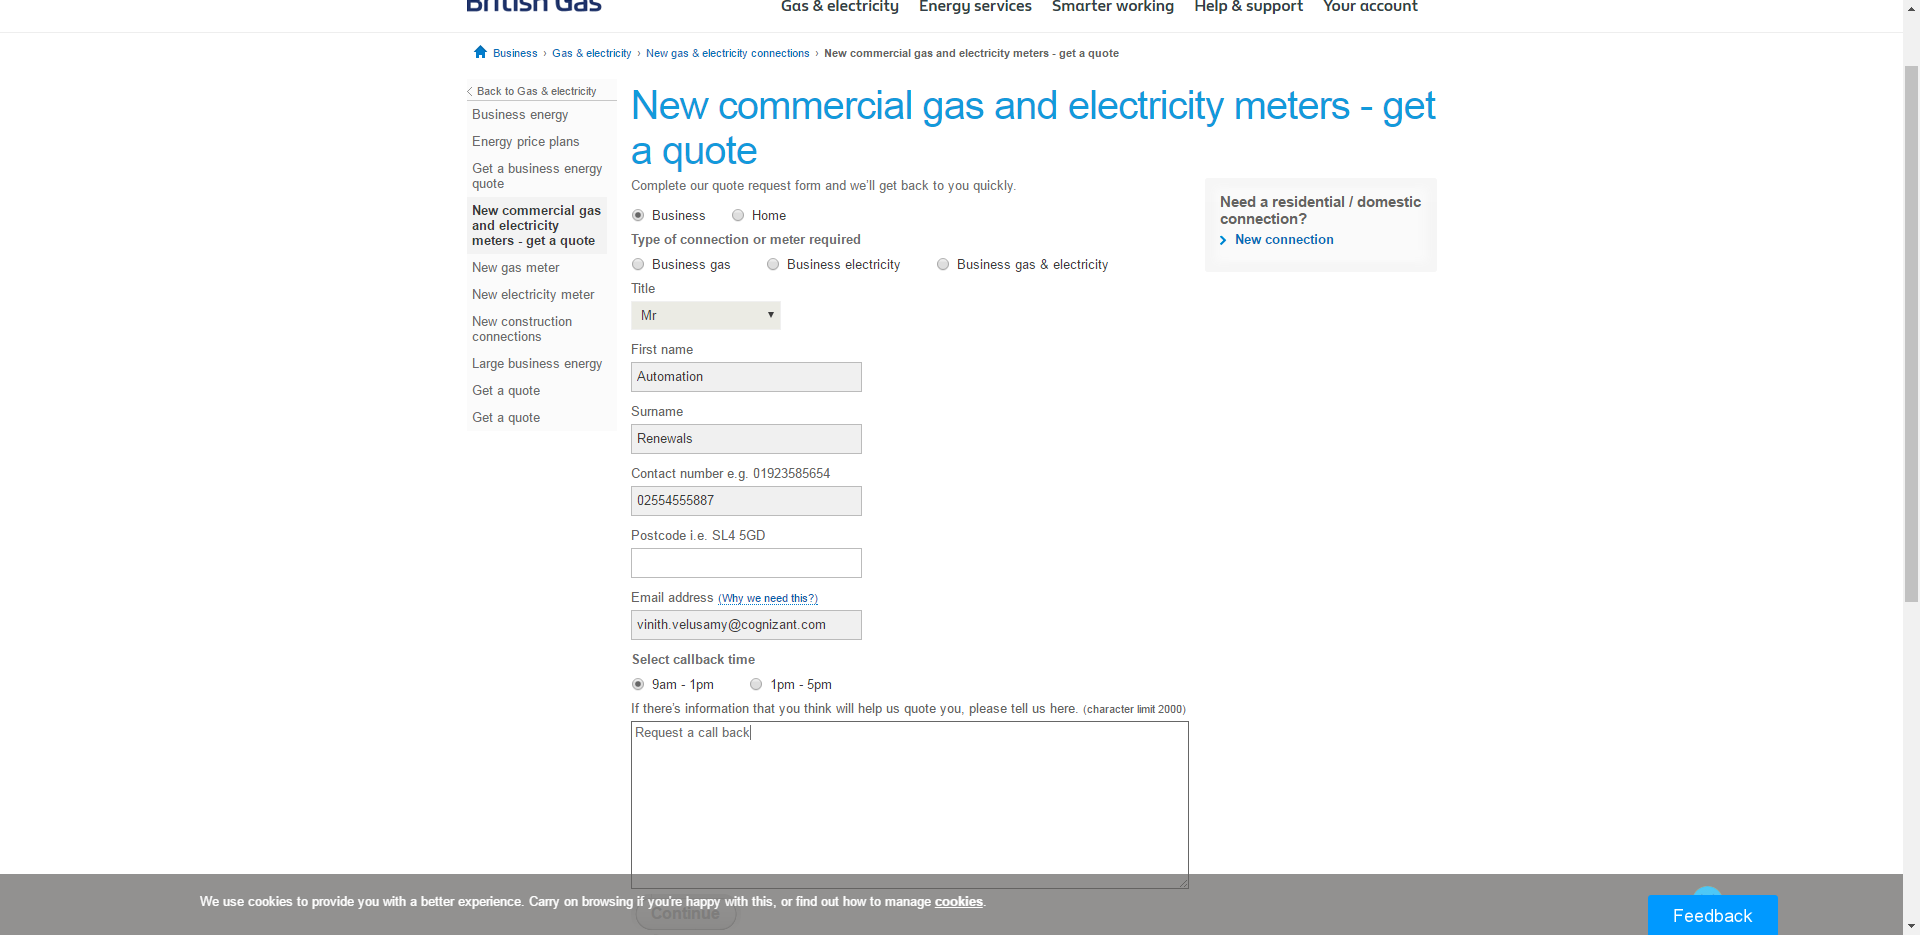 British Gas
Gas & electricity Energy services Smarter working Help & support Your account
Business › Gas & electricity › New gas & electricity connections › New commercial gas and electricity meters - get a quote
Back to Gas & electricity
Business energy
Energy price plans
Get a business energy
quote
New commercial gas
and electricity
meters - get a quote
New gas meter
New electricity meter
New construction
connections
Large business energy
Get a quote
Get a quote
New commercial gas and electricity meters - get
a quote
Complete our quote request form and we'll get back to you quickly.
Business Home
Type of connection or meter required
Business gas Business electricity Business gas & electricity
Title
Mr
First name
Automation
Surname
Renewals
Contact number e.g. 01923585654
02554555887
Postcode i.e. SL4 5GD
Email address (Why we need this?)
vinith.velusamy@cognizant.com
Select callback time
9am - 1pm 1pm - 5pm
If there's information that you think will help us quote you, please tell us here. (character limit 2000)
Request a call back
Need a residential / domestic
connection?
New connection
We use cookies to provide you with a better experience. Carry on browsing if you're happy with this, or find out how to manage cookies.
Continue
Feedback